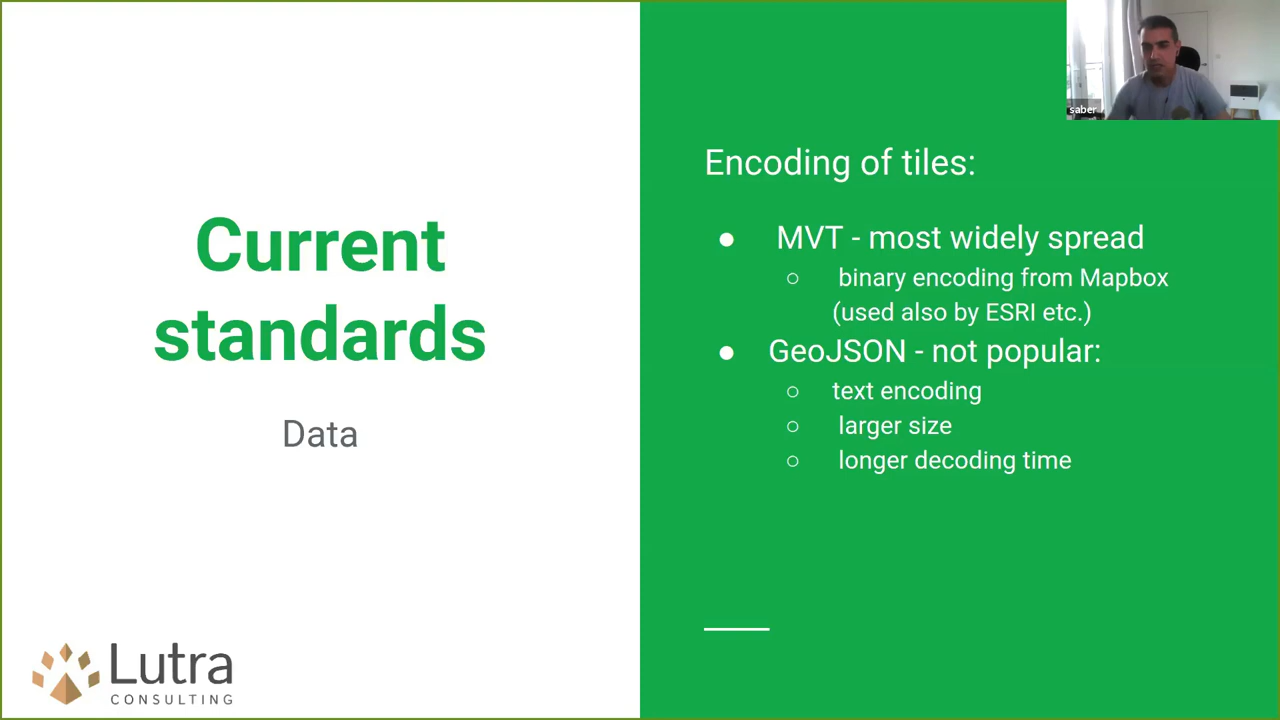 Current
standards
Data
Lutra
CONSULTING
saber
Encoding of tiles:
● MVT - most widely spread
○ binary encoding from Mapbox
(used also by ESRI etc.)
● GeoJSON - not popular:
○ text encoding
○ larger size
○ longer decoding time